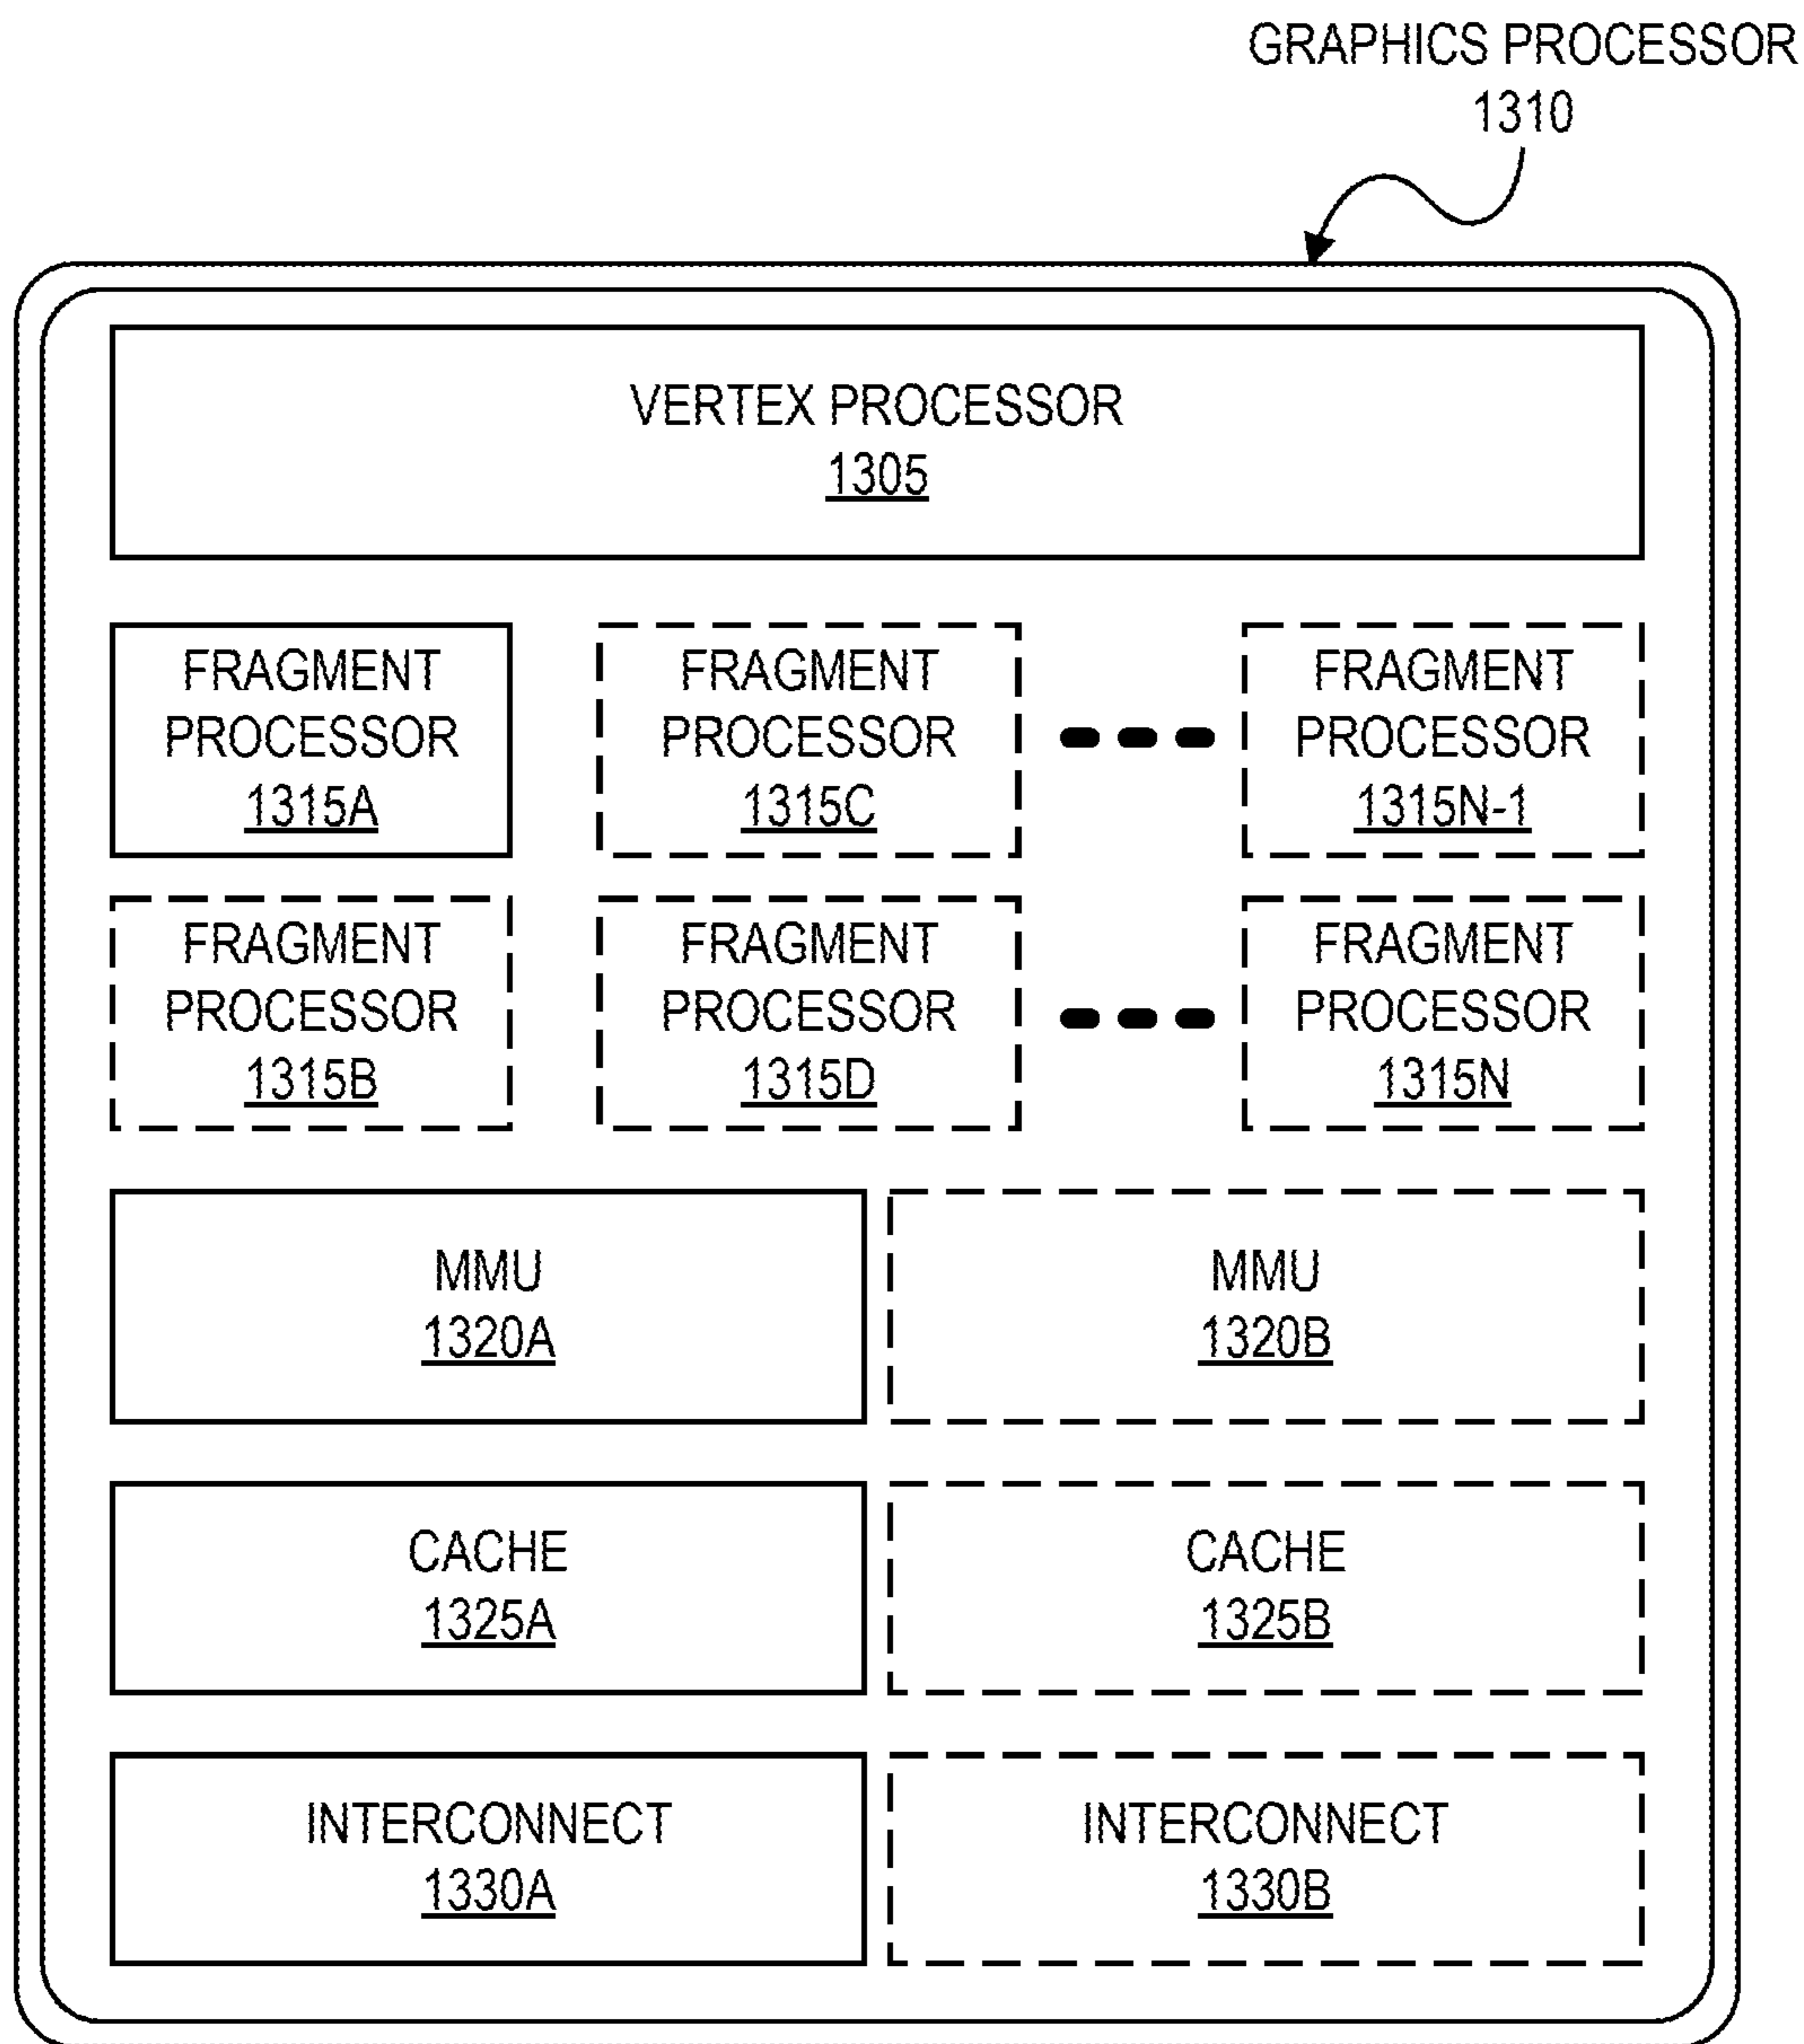 GRAPHICS PROCESSOR
1310
VERTEX PROCESSOR
1305
FRAGMENT
PROCESSOR
1315A
FRAGMENT
PROCESSOR
1315C
FRAGMENT
PROCESSOR
1315N-1
FRAGMENT
PROCESSOR
1315B
FRAGMENT
PROCESSOR
1315D
FRAGMENT
PROCESSOR
1315N
MMU
1320A
MMU
1320B
CACHE
1325A
CACHE
1325B
INTERCONNECT
1330A
INTERCONNECT
1330B